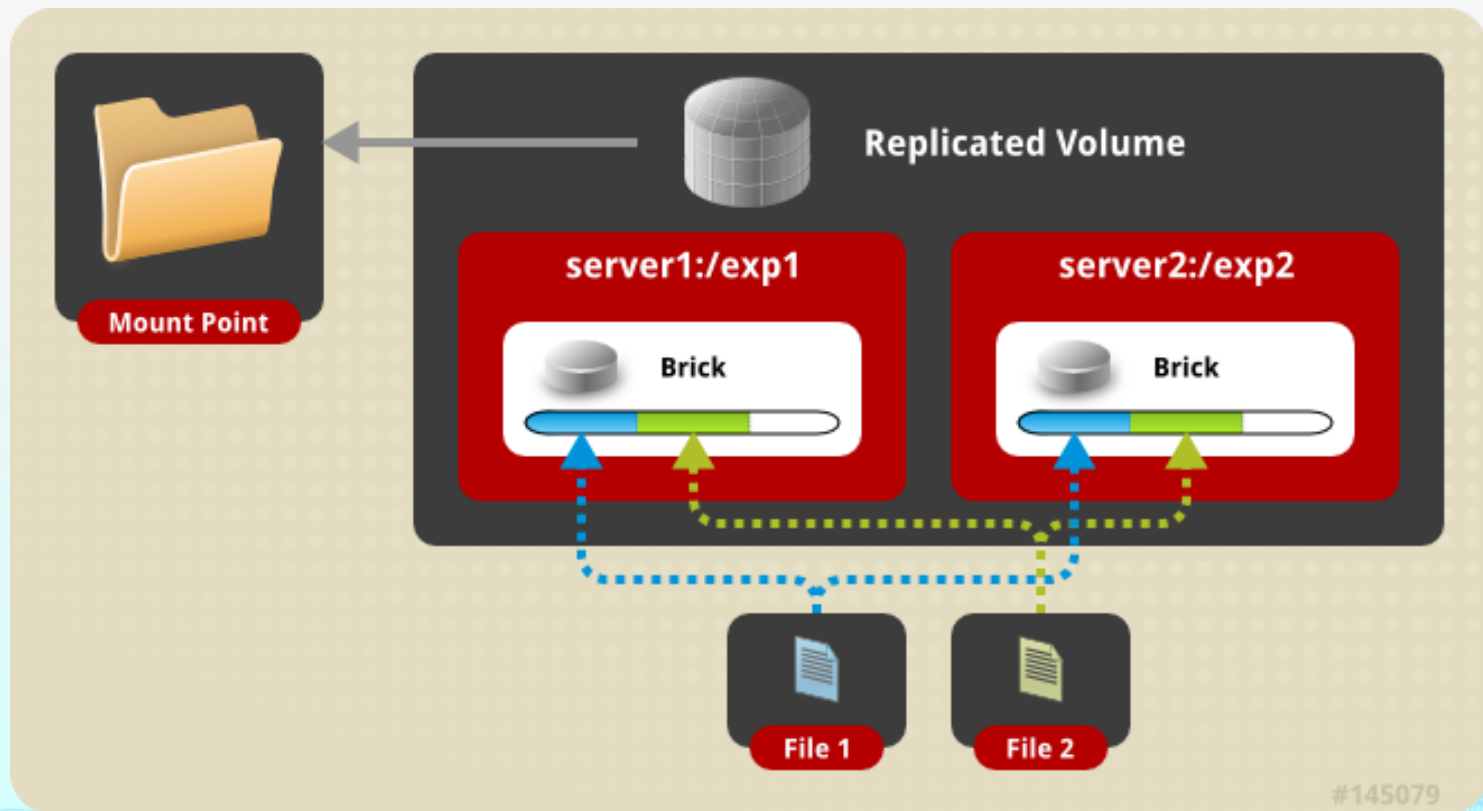 Replicated Volume
server1:/exp1
server2:/exp2
Mount Point
Brick
Brick
File 1
File 2
#145079